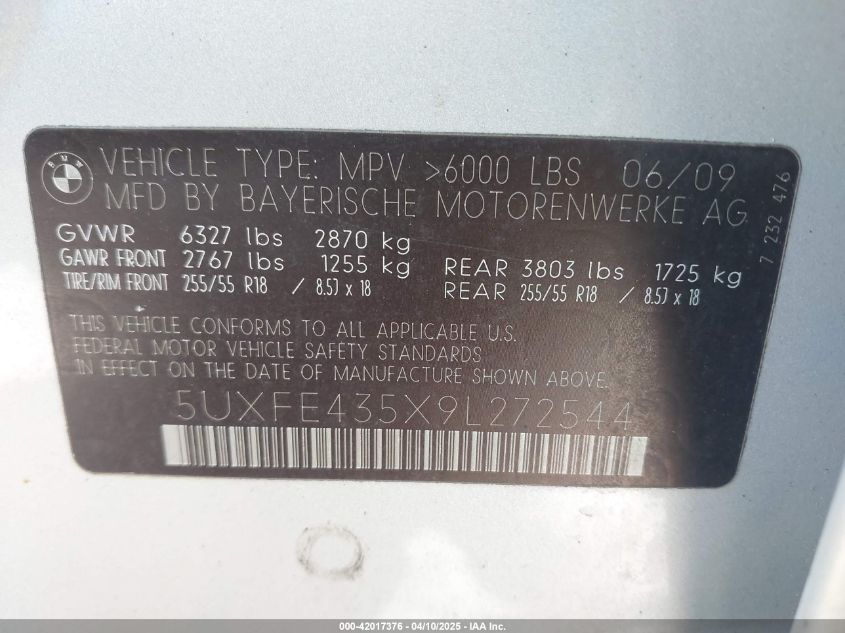 BMW
VEHICLE TYPE: MPV >6000 LBS 06/09
MFD BY BAYERISCHE MOTORENWERKE AG
GVWR 6327 lbs 2870 kg
GAWR FRONT 2767 lbs 1255 kg REAR 3803 lbs 1725 kg
TIRE/RIM FRONT 255/55 R18 / 8.5J x 18 REAR 255/55 R18 / 8.5J x 18
THIS VEHICLE CONFORMS TO ALL APPLICABLE U.S.
FEDERAL MOTOR VEHICLE SAFETY STANDARDS
IN EFFECT ON THE DATE OF MANUFACTURE SHOWN ABOVE.
5UXFE435X9L272544
7 232 476
000-42017376 - 04/10/2025 - IAA Inc.